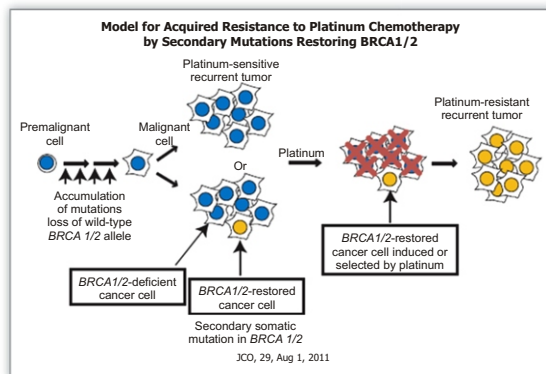 Model for Acquired Resistance to Platinum Chemotherapy
by Secondary Mutations Restoring BRCA1/2
Platinum-sensitive
recurrent tumor
Platinum-resistant
recurrent tumor
Premalignant
cell
Malignant
cell
Or
Platinum
Accumulation
of mutations
loss of wild-type
BRCA 1/2 allele
BRCA1/2-deficient
cancer cell
BRCA1/2-restored
cancer cell
BRCA1/2-restored
cancer cell induced or
selected by platinum
Secondary somatic
mutation in BRCA 1/2
JCO, 29, Aug 1, 2011